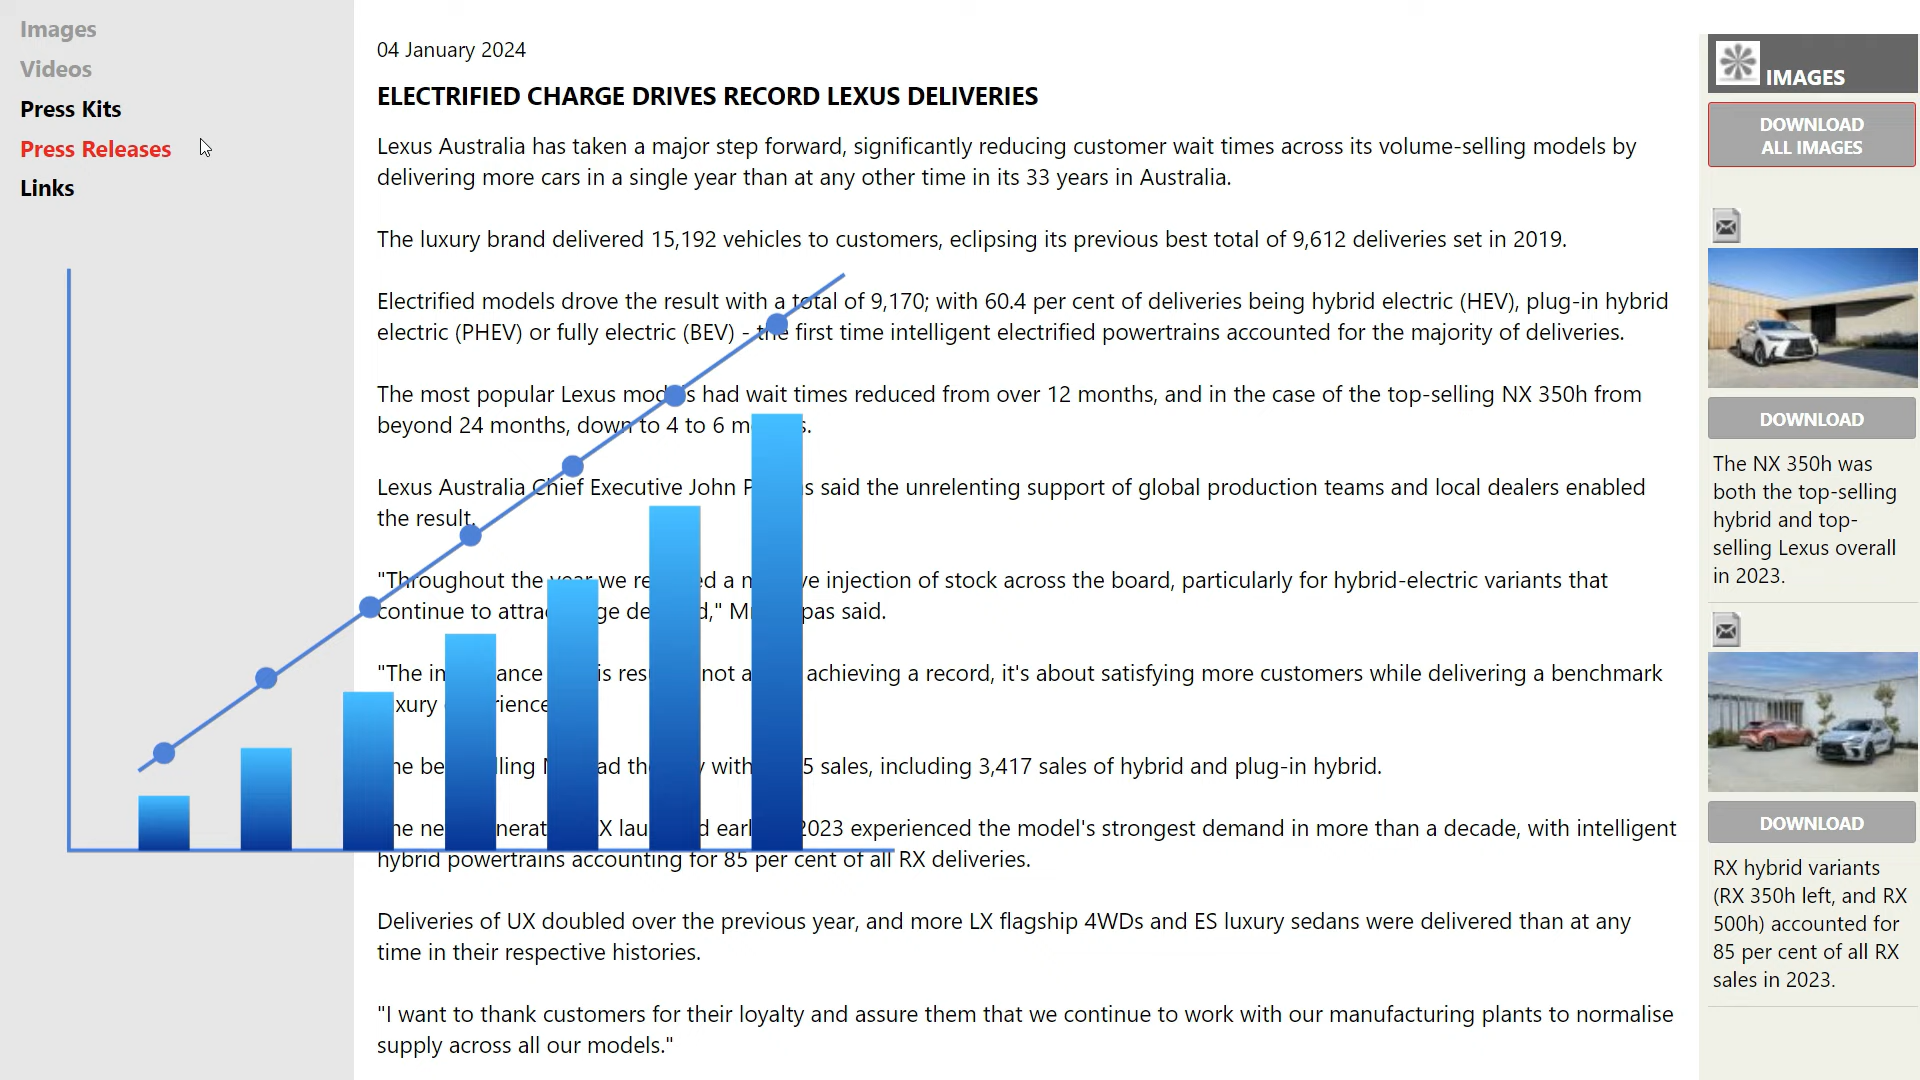 Images
Videos
Press Kits
Press Releases
Links
04 January 2024
ELECTRIFIED CHARGE DRIVES RECORD LEXUS DELIVERIES
Lexus Australia has taken a major step forward, significantly reducing customer wait times across its volume-selling models by
delivering more cars in a single year than at any other time in its 33 years in Australia.
The luxury brand delivered 15,192 vehicles to customers, eclipsing its previous best total of 9,612 deliveries set in 2019.
Electrified models drove the result with a total of 9,170; with 60.4 per cent of deliveries being hybrid electric (HEV), plug-in hybrid
electric (PHEV) or fully electric (BEV) - the first time intelligent electrified powertrains accounted for the majority of deliveries.
The most popular Lexus models had wait times reduced from over 12 months, and in the case of the top-selling NX 350h from
beyond 24 months, down to 4 to 6
Lexus Australia Chief Executive John said the unrelenting support of global production teams and local dealers enabled
the result.
"Throughout the year we a injection of stock across the board, particularly for hybrid-electric variants that
continue to said.
"The not achieving a record, it's about satisfying more customers while delivering a benchmark
with sales, including 3,417 sales of hybrid and plug-in hybrid.
2023 experienced the model's strongest demand in more than a decade, with intelligent
hybrid powertrains accounting for 85 per cent of all RX deliveries.
Deliveries of UX doubled over the previous year, and more LX flagship 4WDs and ES luxury sedans were delivered than at any
time in their respective histories.
"I want to thank customers for their loyalty and assure them that we continue to work with our manufacturing plants to normalise
supply across all our models."
IMAGES
DOWNLOAD
ALL IMAGES
DOWNLOAD
The NX 350h was
both the top-selling
hybrid and top-
selling Lexus overall
in 2023.
DOWNLOAD
RX hybrid variants
(RX 350h left, and RX
500h) accounted for
85 per cent of all RX
sales in 2023.